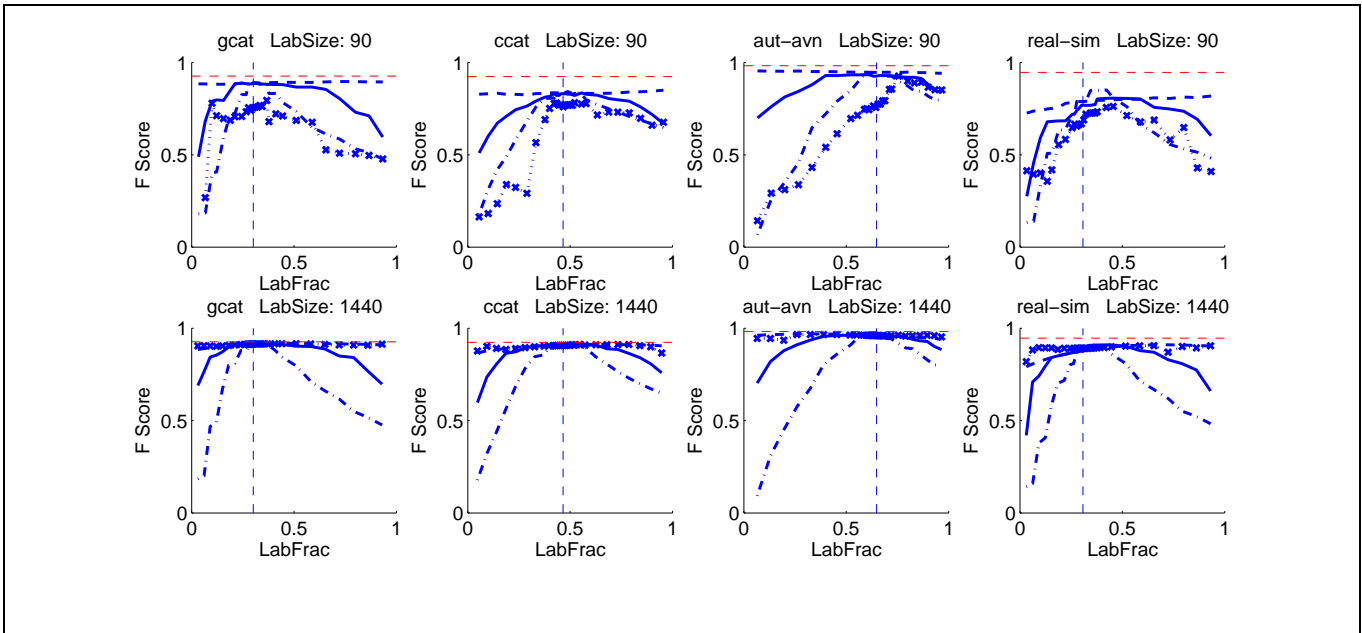 gcat LabSize: 90
1
0.5
0
F Score
0 0.5 1
LabFrac
ccat LabSize: 90
1
0.5
0
F Score
0 0.5 1
LabFrac
aut-avn LabSize: 90
1
0.5
0
F Score
0 0.5 1
LabFrac
real-sim LabSize: 90
1
0.5
0
F Score
0 0.5 1
LabFrac
gcat LabSize: 1440
1
0.5
0
F Score
0 0.5 1
LabFrac
ccat LabSize: 1440
1
0.5
0
F Score
0 0.5 1
LabFrac
aut-avn LabSize: 1440
1
0.5
0
F Score
0 0.5 1
LabFrac
real-sim LabSize: 1440
1
0.5
0
F Score
0 0.5 1
LabFrac